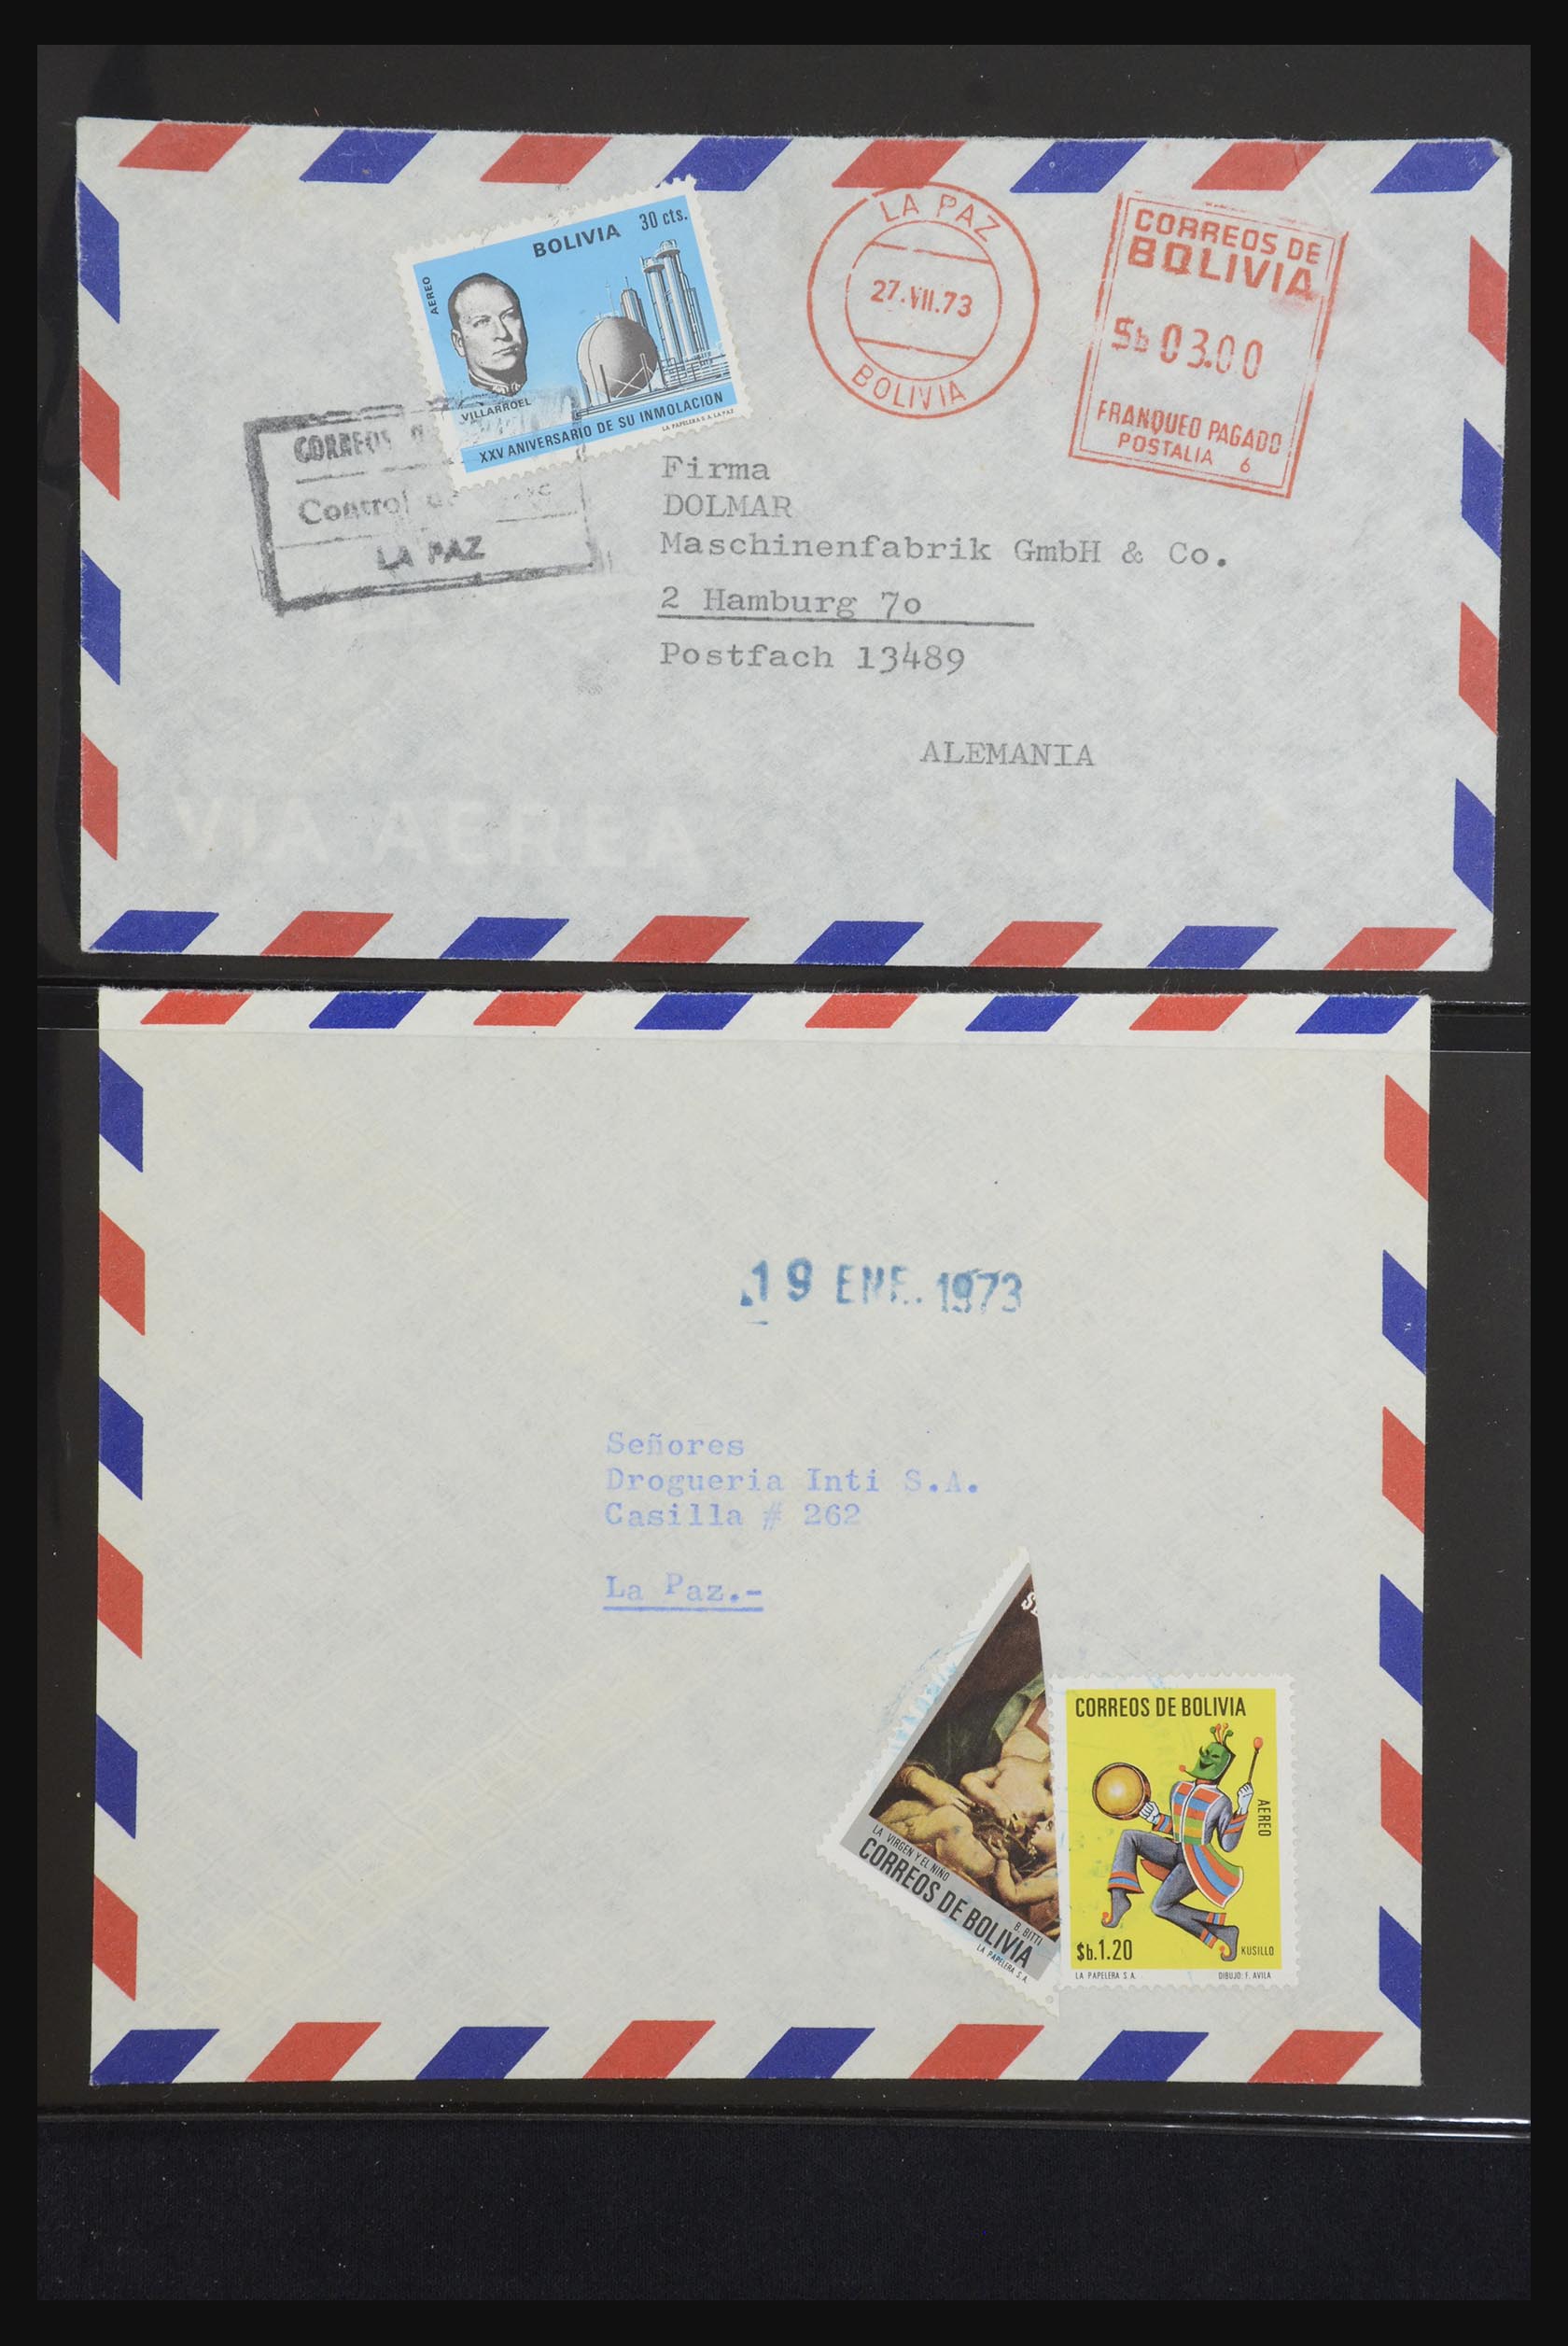 BOLIVIA 30 cts.
AEREO
VILLARROEL
XXV ANIVERSARIO DE SU INMOLACION
LA PAPELERA S.A. LA PAZ
LA PAZ
27.VII.73
BOLIVIA
CORREOS DE
BOLIVIA
$b 03.00
FRANQUEO PAGADO
POSTALIA 6
CORREOS
Control de
LA PAZ
Firma
DOLMAR
Maschinenfabrik GmbH & Co.
2 Hamburg 7o
Postfach 13489
ALEMANIA
VIA AEREA
19 ENE. 1973
Señores
Drogueria Inti S.A.
Casilla # 262
La Paz.-
LA VIRGEN Y EL NIÑO
B. BITTI
CORREOS DE BOLIVIA
LA PAPELERA S.A.
CORREOS DE BOLIVIA
AEREO
$b.1.20
KUSILLO
LA PAPELERA S.A.
DIBUJO: F. AVILA